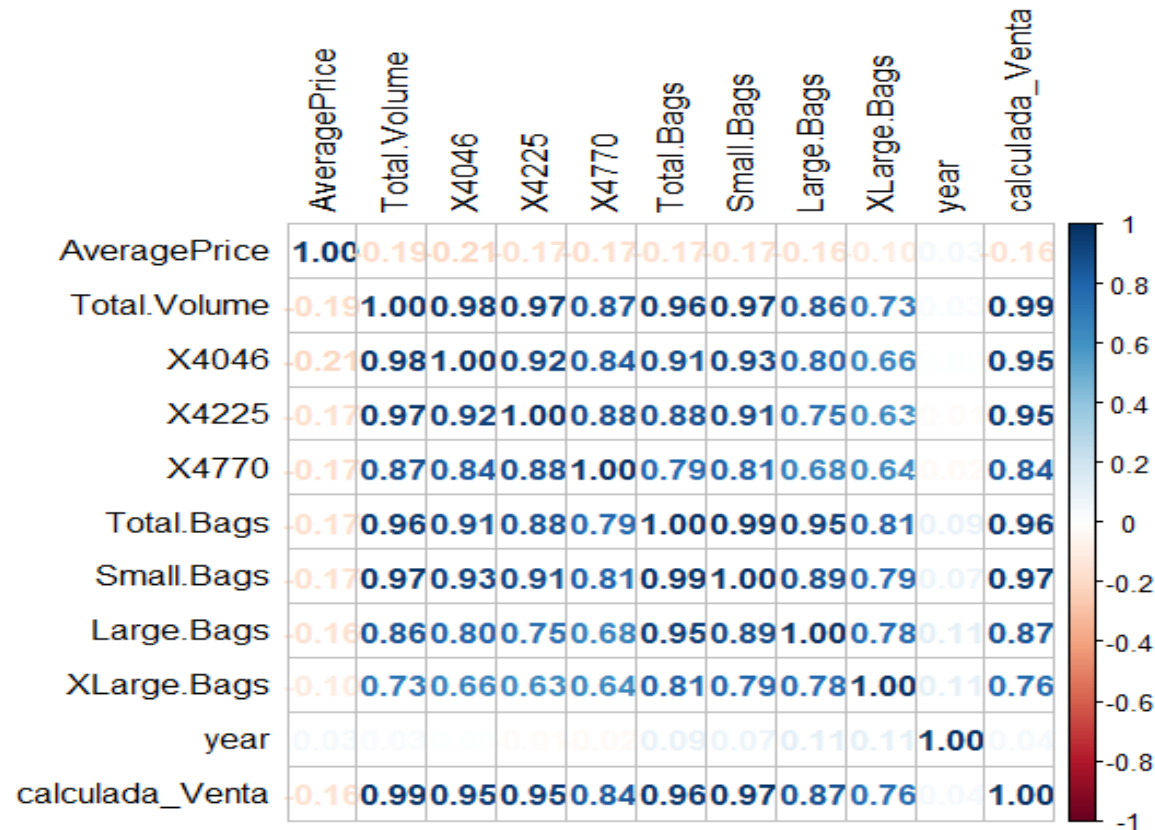 AveragePrice Total.Volume X4046 X4225 X4770 Total.Bags Small.Bags Large.Bags XLarge.Bags year calculada_Venta
AveragePrice 1.00 -0.19 -0.21 -0.17 -0.17 -0.17 -0.17 -0.16 -0.10 0.03 -0.16
Total.Volume -0.19 1.00 0.98 0.97 0.87 0.96 0.97 0.86 0.73 0.03 0.99
X4046 -0.21 0.98 1.00 0.92 0.84 0.91 0.93 0.80 0.66 0.95
X4225 -0.17 0.97 0.92 1.00 0.88 0.88 0.91 0.75 0.63 0.95
X4770 -0.17 0.87 0.84 0.88 1.00 0.79 0.81 0.68 0.64 0.84
Total.Bags -0.17 0.96 0.91 0.88 0.79 1.00 0.99 0.95 0.81 0.09 0.96
Small.Bags -0.17 0.97 0.93 0.91 0.81 0.99 1.00 0.89 0.79 0.07 0.97
Large.Bags -0.16 0.86 0.80 0.75 0.68 0.95 0.89 1.00 0.78 0.11 0.87
XLarge.Bags -0.10 0.73 0.66 0.63 0.64 0.81 0.79 0.78 1.00 0.11 0.76
year 0.03 0.03 0.09 0.07 0.11 0.11 1.00 0.04
calculada_Venta -0.16 0.99 0.95 0.95 0.84 0.96 0.97 0.87 0.76 0.04 1.00
1
0.8
0.6
0.4
0.2
0
-0.2
-0.4
-0.6
-0.8
-1